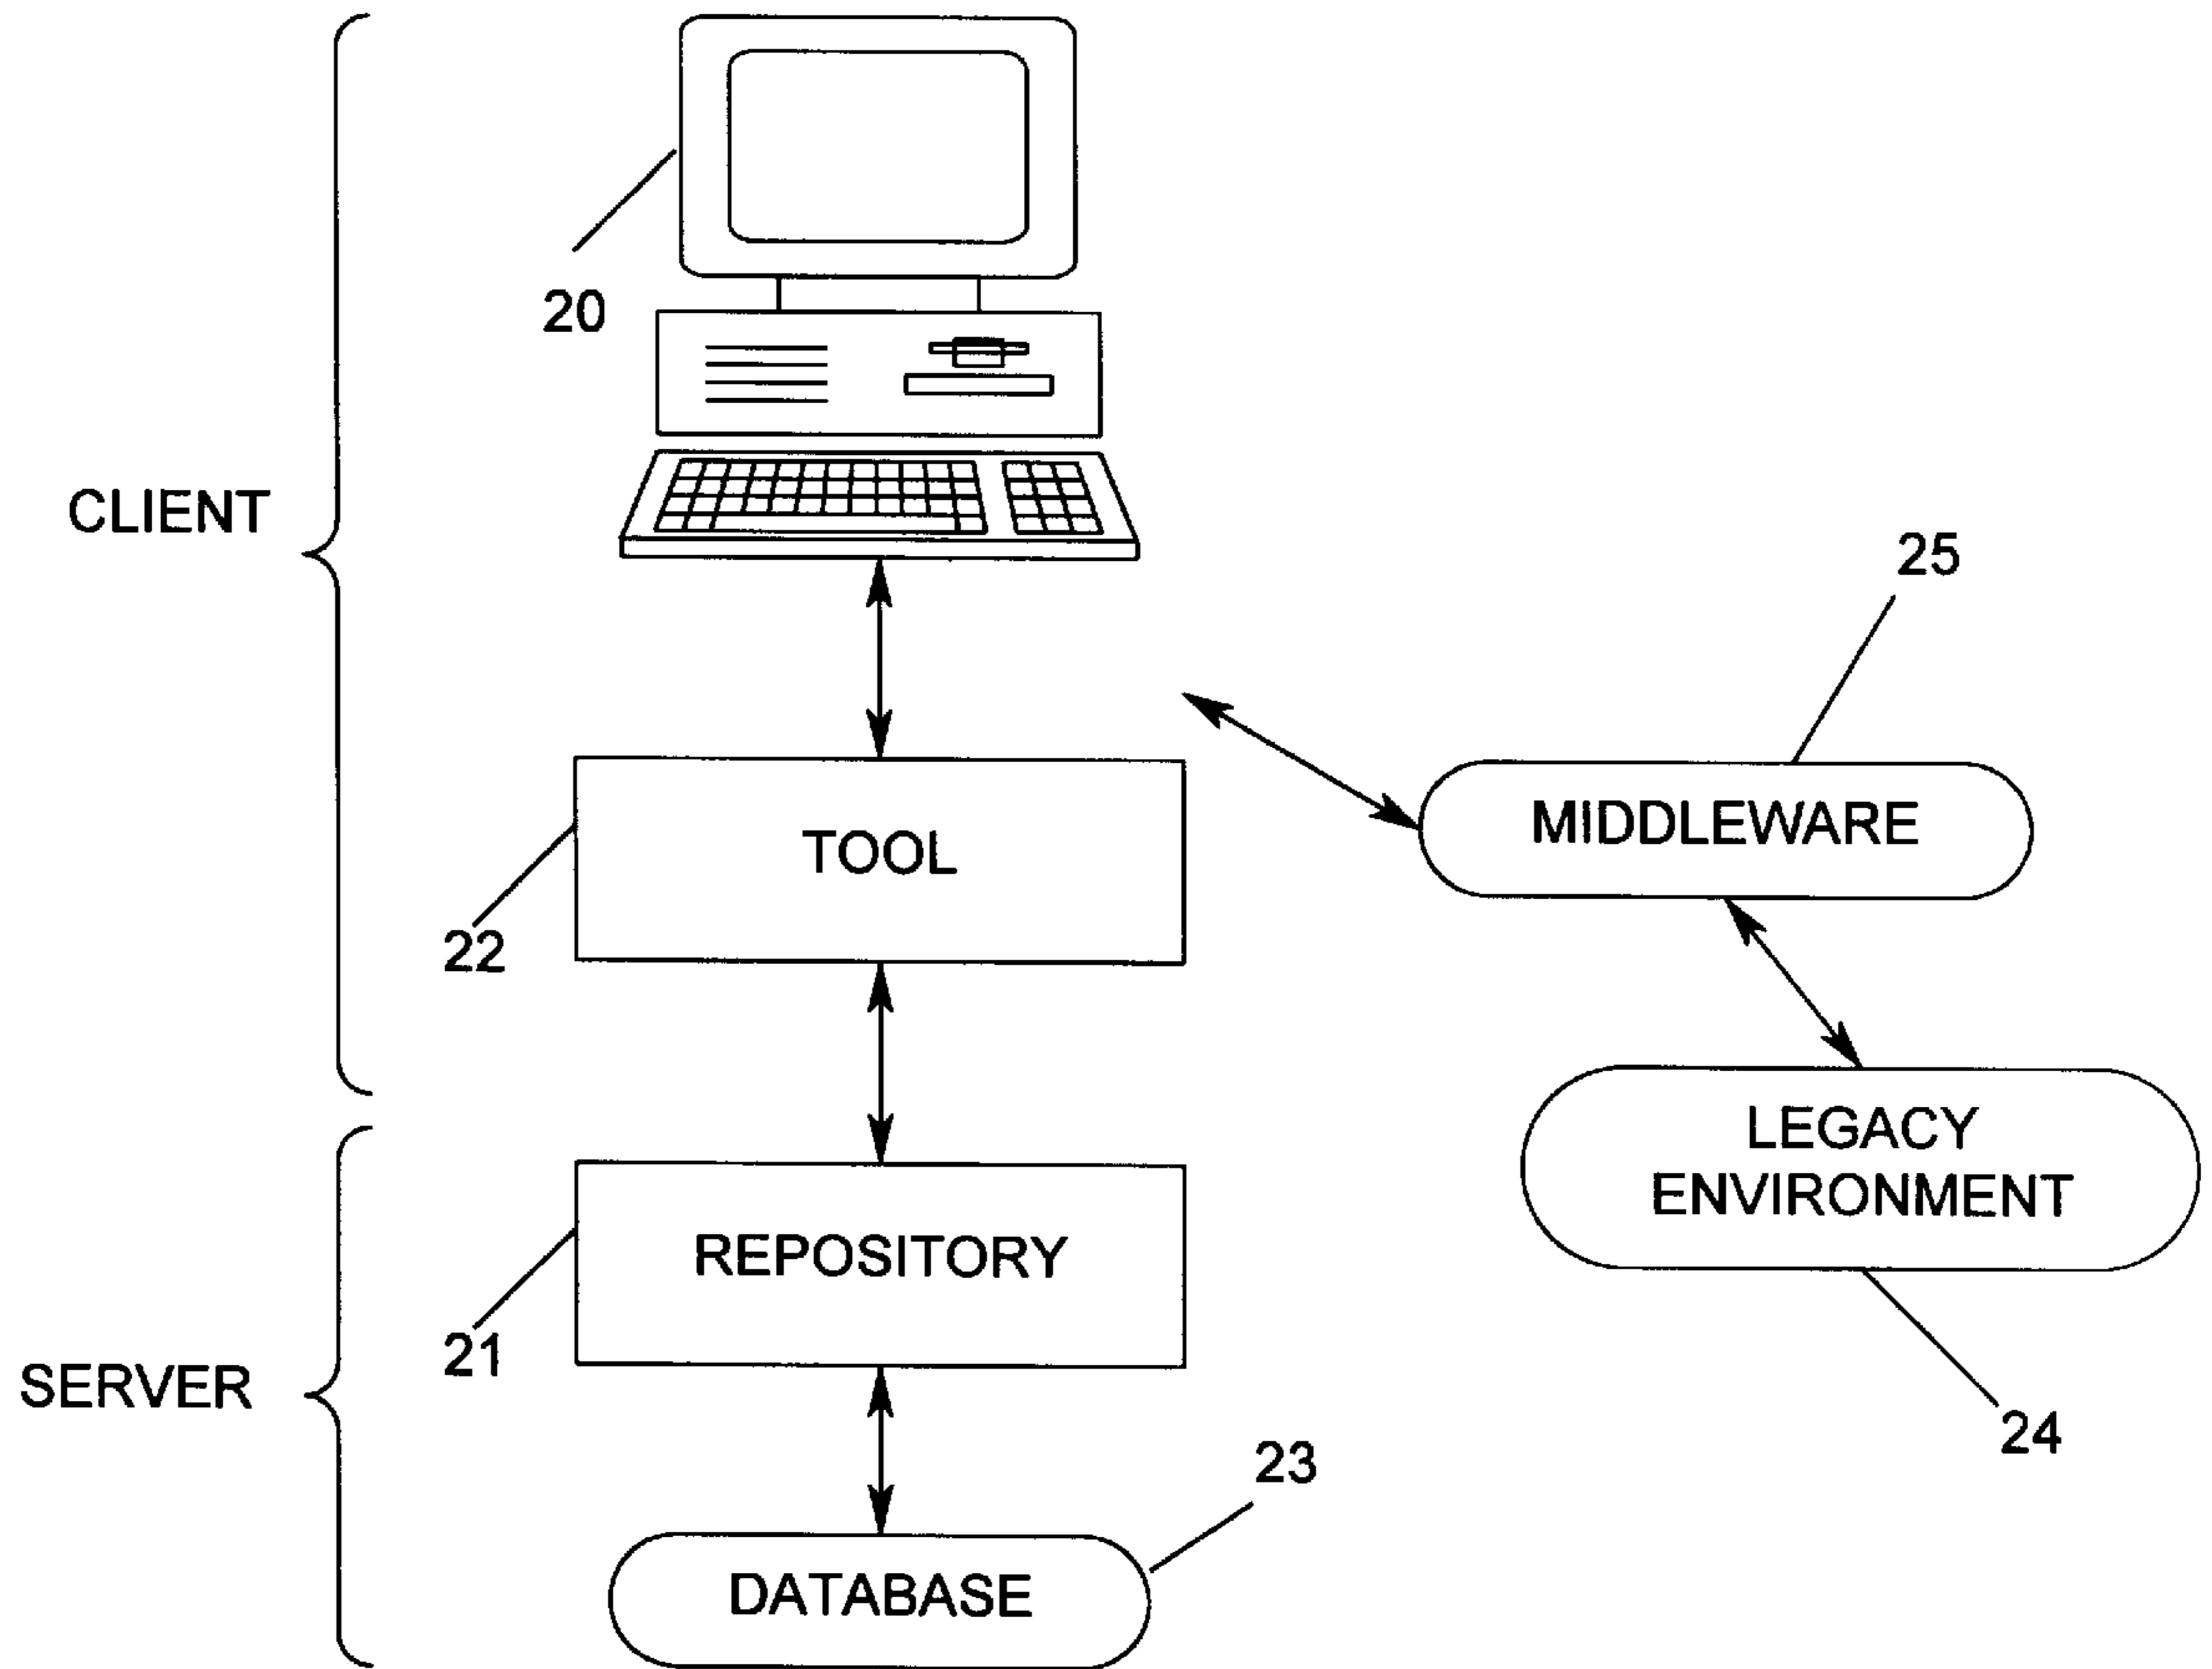 20
CLIENT
25
MIDDLEWARE
TOOL
22
LEGACY
ENVIRONMENT
REPOSITORY
21
SERVER
24
23
DATABASE